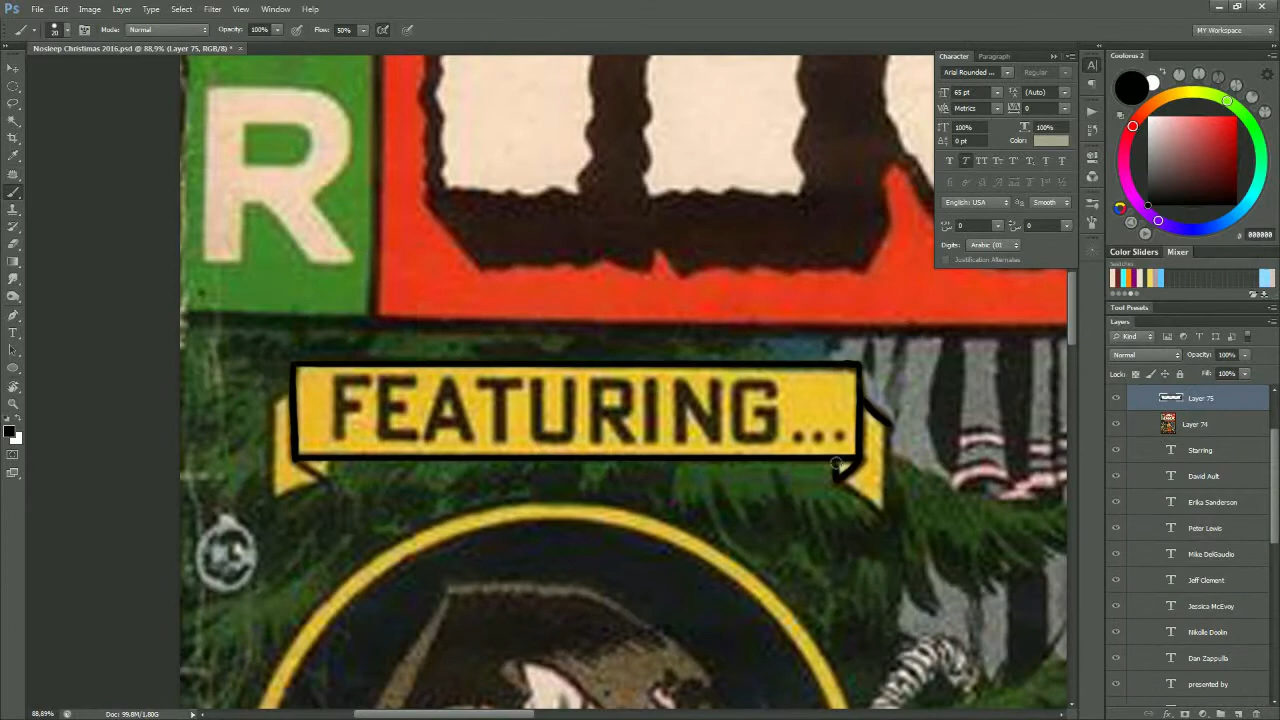 Ps File Edit Image Layer Type Select Filter View Window Help
20 Mode: Normal Opacity: 100% Flow: 50% MY Workspace
Nosleep Christmas 2016.psd @ 88,9% (Layer 75, RGB/8) *
Character Paragraph
Arial Rounded ... Regular
65 pt (Auto)
Metrics 0
100% 100%
0 pt Color:
English: USA Smooth
0 0
Digits: Arabic (01
Justification Alternates
Coolorus 2
000000
Color Sliders Mixer
Swatches
Tool Presets
Layers
Kind
Normal Opacity: 100%
Lock: Fill: 100%
Layer 75
Layer 74
Starring
David Ault
Erika Sanderson
Peter Lewis
Mike DelGaudio
Jeff Clement
Jessica McEvoy
Nikolle Doolin
Dan Zappulla
presented by
R
FEATURING...
88,89% Doc: 99.8M/1.80G